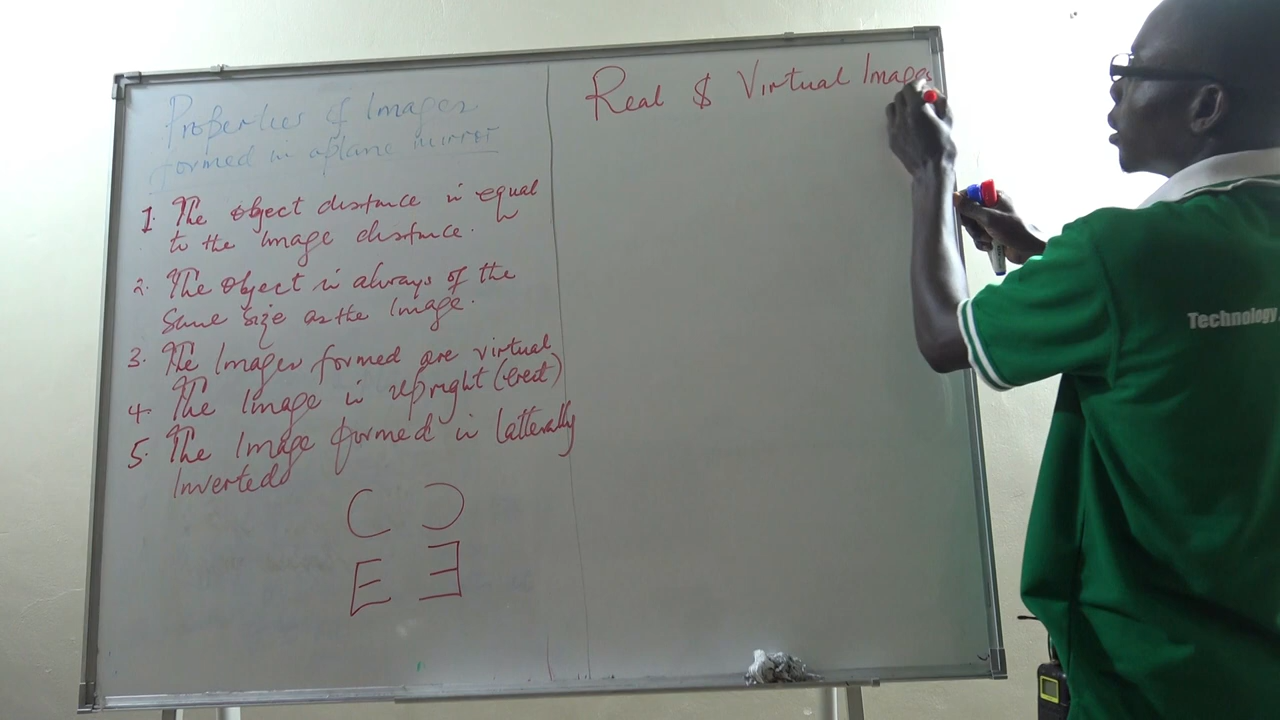 Properties of Images
formed in a plane mirror
1. The object distance is equal
to the Image distance.
2. The object is always of the
same size as the Image.
3. The Images formed are virtual
4. The Image is upright (erect)
5. The Image formed is latterally
Inverted
C Ɔ
E Ǝ
Real & Virtual Images
Technology